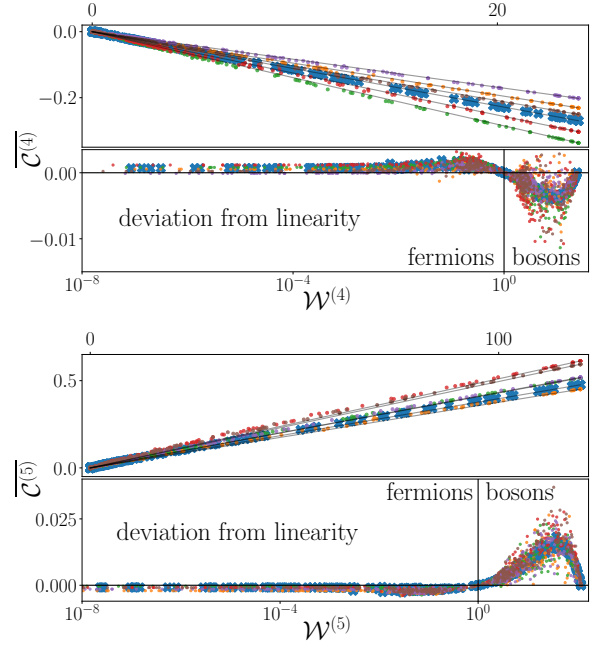 0 20
0.0
−0.2
𝒞̅⁽⁴⁾
0.00
−0.01
deviation from linearity
fermions bosons
10⁻⁸ 10⁻⁴ 10⁰
𝒲⁽⁴⁾
0 100
0.5
0.0
𝒞̅⁽⁵⁾
fermions bosons
0.025
deviation from linearity
0.000
10⁻⁸ 10⁻⁴ 10⁰
𝒲⁽⁵⁾